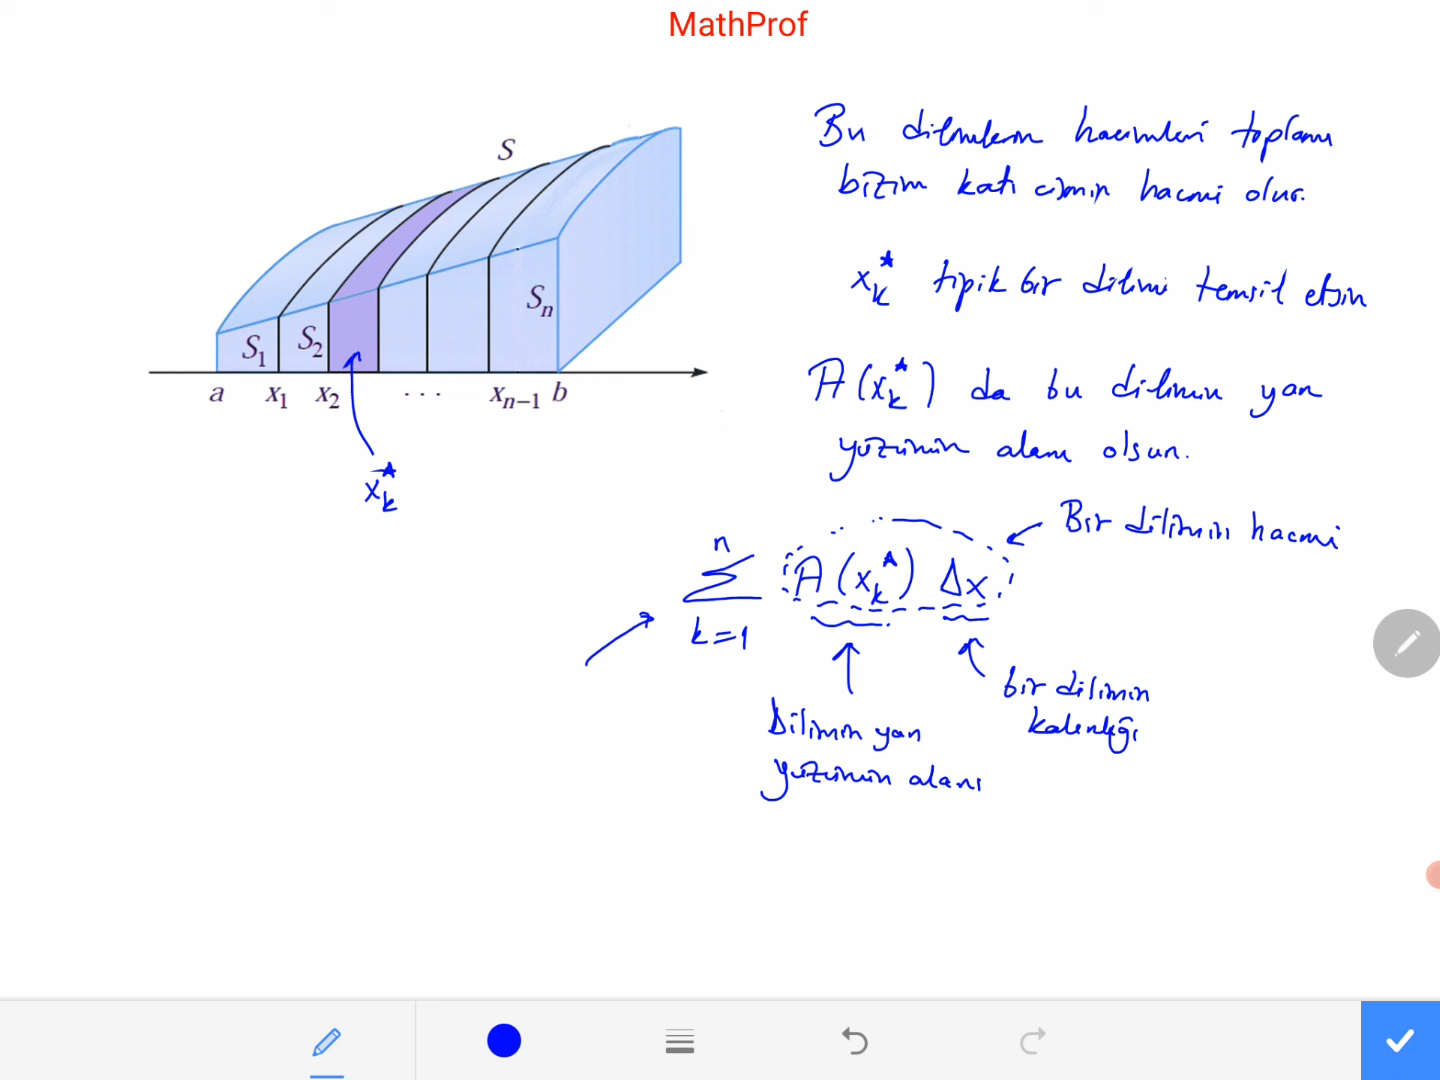 MathProf
S
S₁
S₂
Sₙ
a x₁ x₂ ... xₙ₋₁ b
xₖ*
Bu dilimlerin hacimleri toplamı
bizim katı cismin hacmi olur.
xₖ* tipik bir dilimi temsil etsin
A(xₖ*) da bu dilimin yan
yüzünün alanı olsun.
Bir dilimin hacmi
n
∑ A(xₖ*) Δx
k=1
bir dilimin
kalınlığı
Dilimin yan
yüzünün alanı